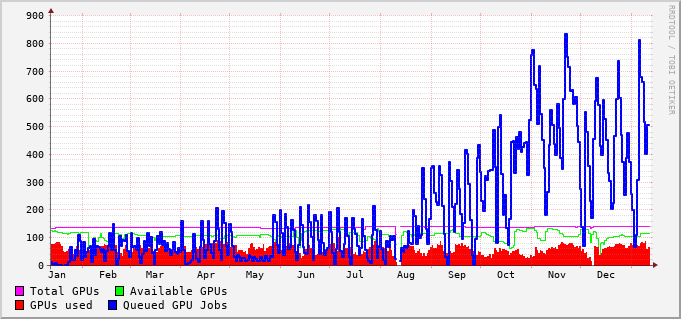 900
800
700
600
500
400
300
200
100
0
Jan Feb Mar Apr May Jun Jul Aug Sep Oct Nov Dec
RRDTOOL / TOBI OETIKER
Total GPUs Available GPUs
GPUs used Queued GPU Jobs